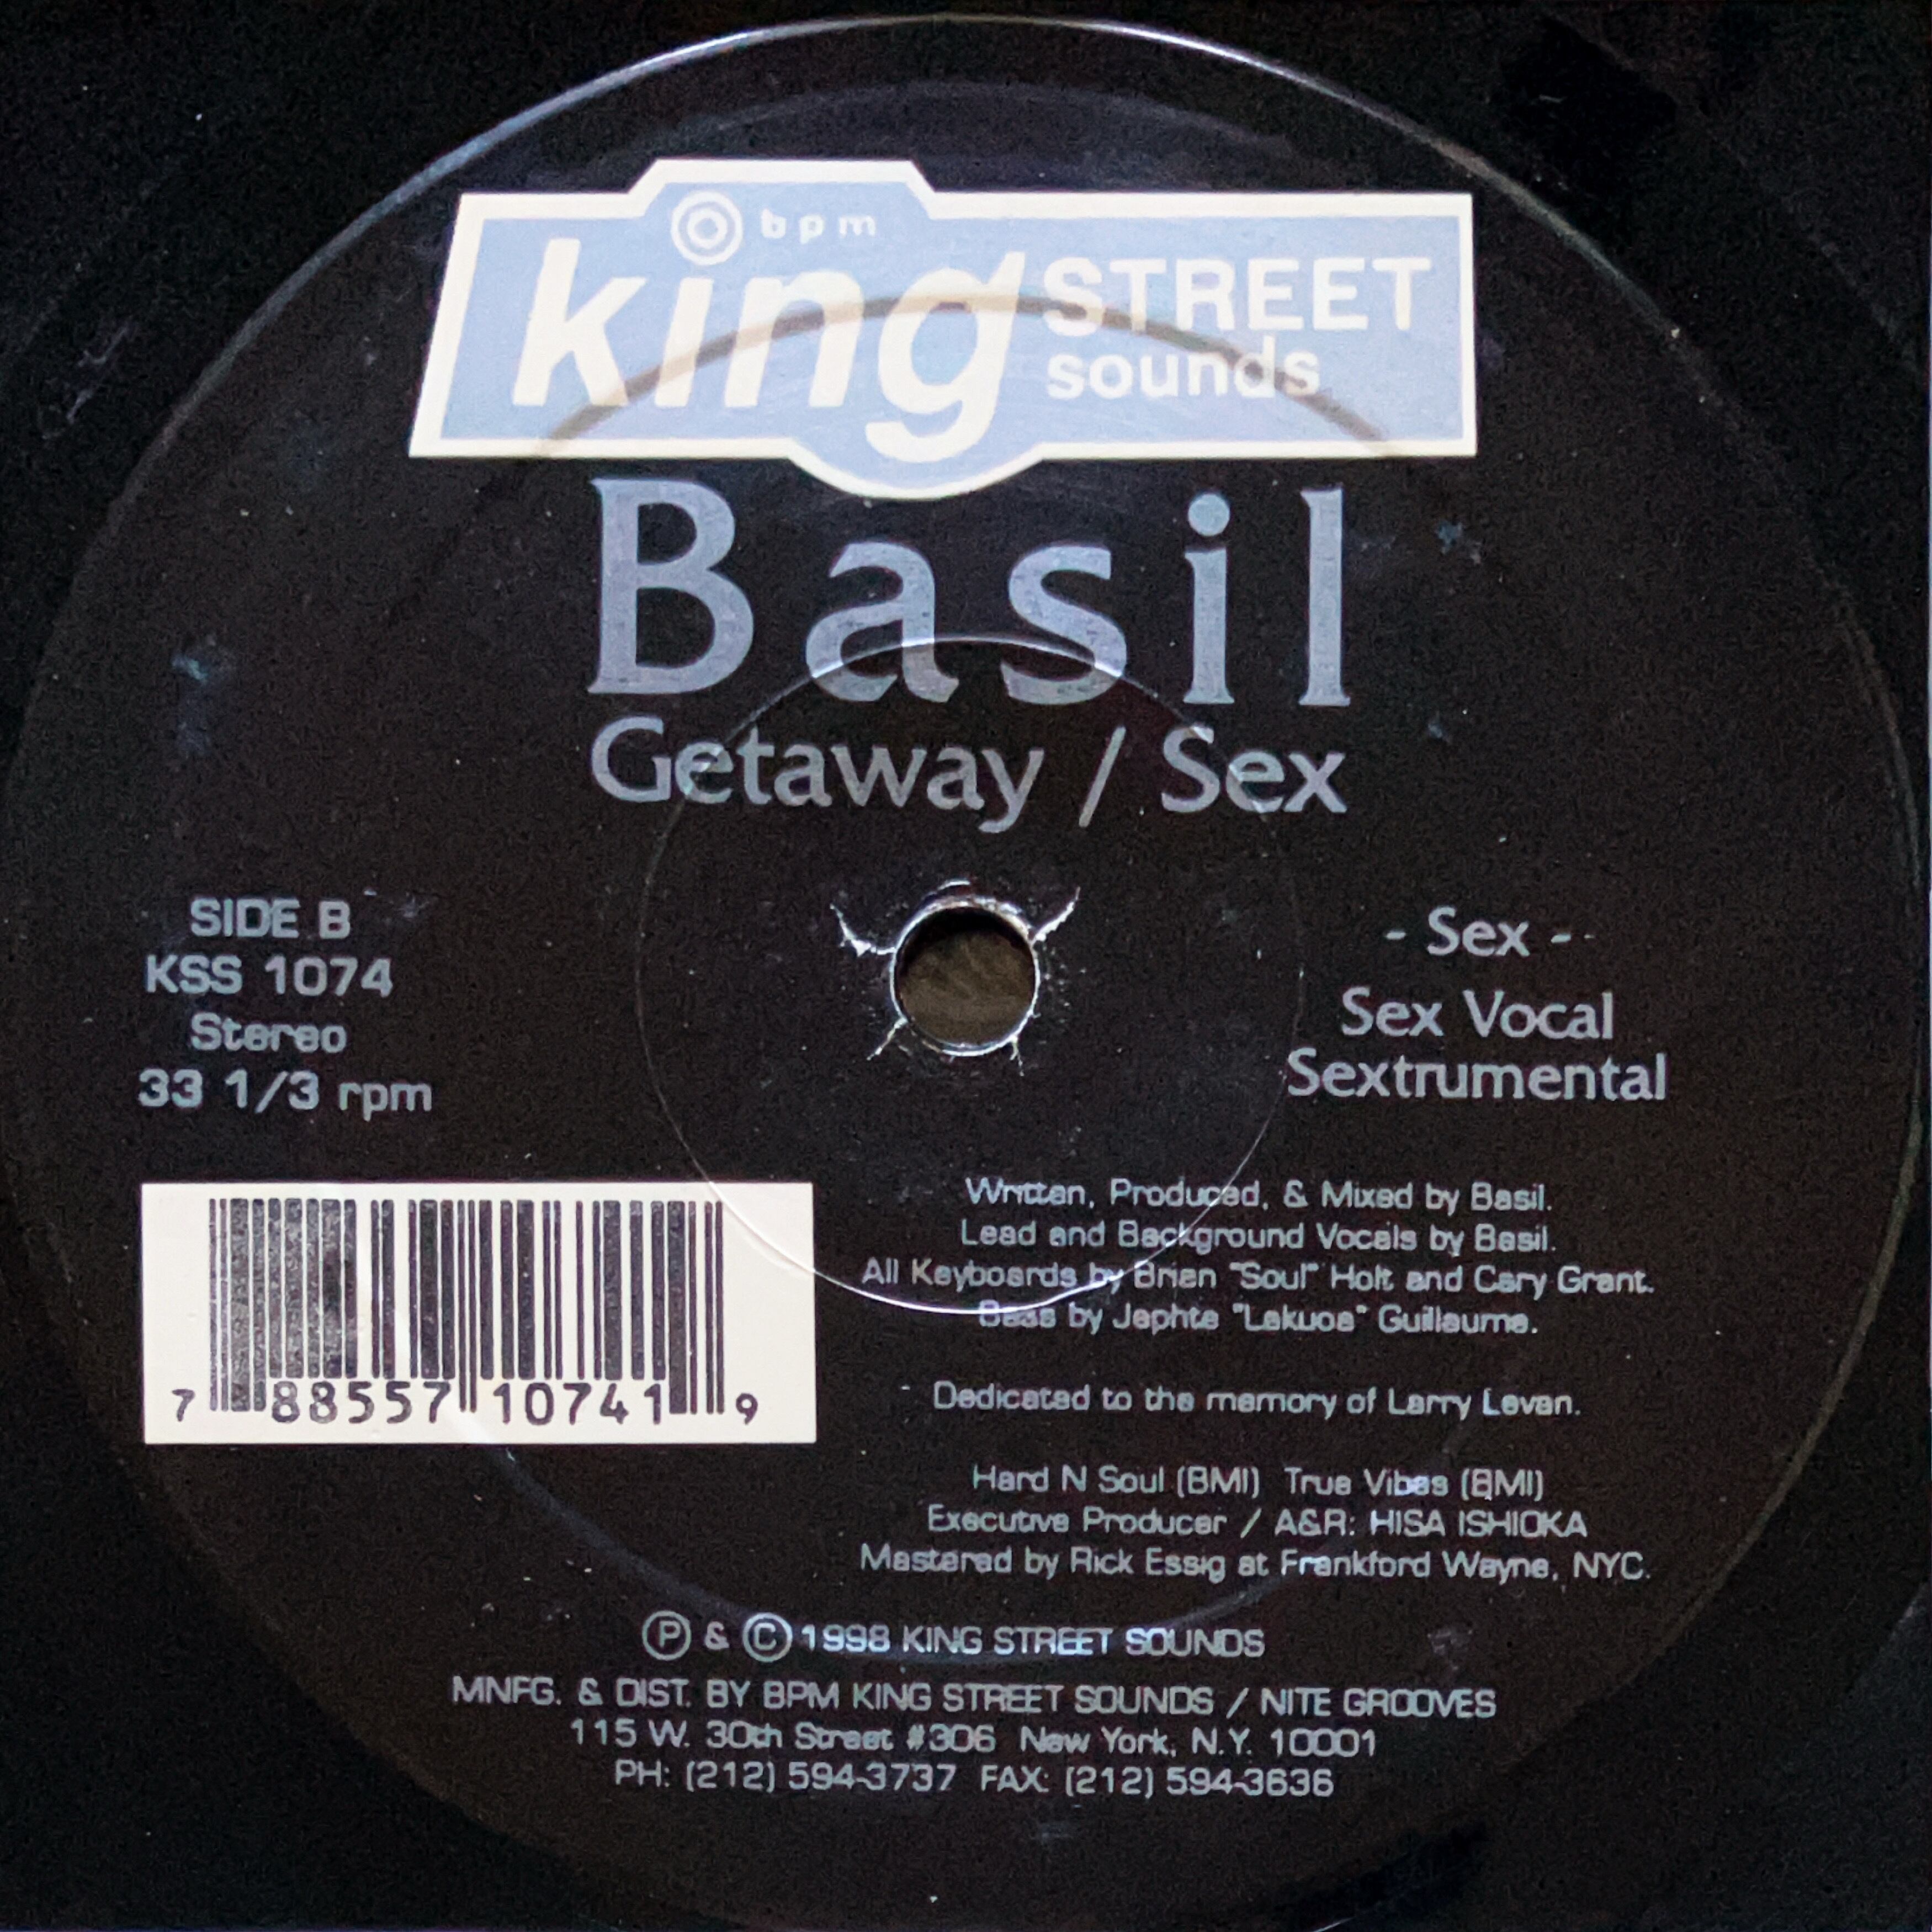 bpm
king STREET
sounds
Basil
Getaway / Sex
SIDE B
KSS 1074
Stereo
33 1/3 rpm
- Sex -
Sex Vocal
Sextrumental
7 88557 10741 9
Written, Produced, & Mixed by Basil.
Lead and Background Vocals by Basil.
All Keyboards by Brian "Soul" Holt and Cary Grant.
Bass by Jephte "Lakuoa" Guillaume.
Dedicated to the memory of Larry Levan.
Hard N Soul (BMI) True Vibes (BMI)
Executive Producer / A&R: HISA ISHIOKA
Mastered by Rick Essig at Frankford Wayne, NYC.
Ⓟ & © 1998 KING STREET SOUNDS
MNFG. & DIST. BY BPM KING STREET SOUNDS / NITE GROOVES
115 W. 30th Street #306 New York, N.Y. 10001
PH: (212) 594-3737 FAX: (212) 594-3636